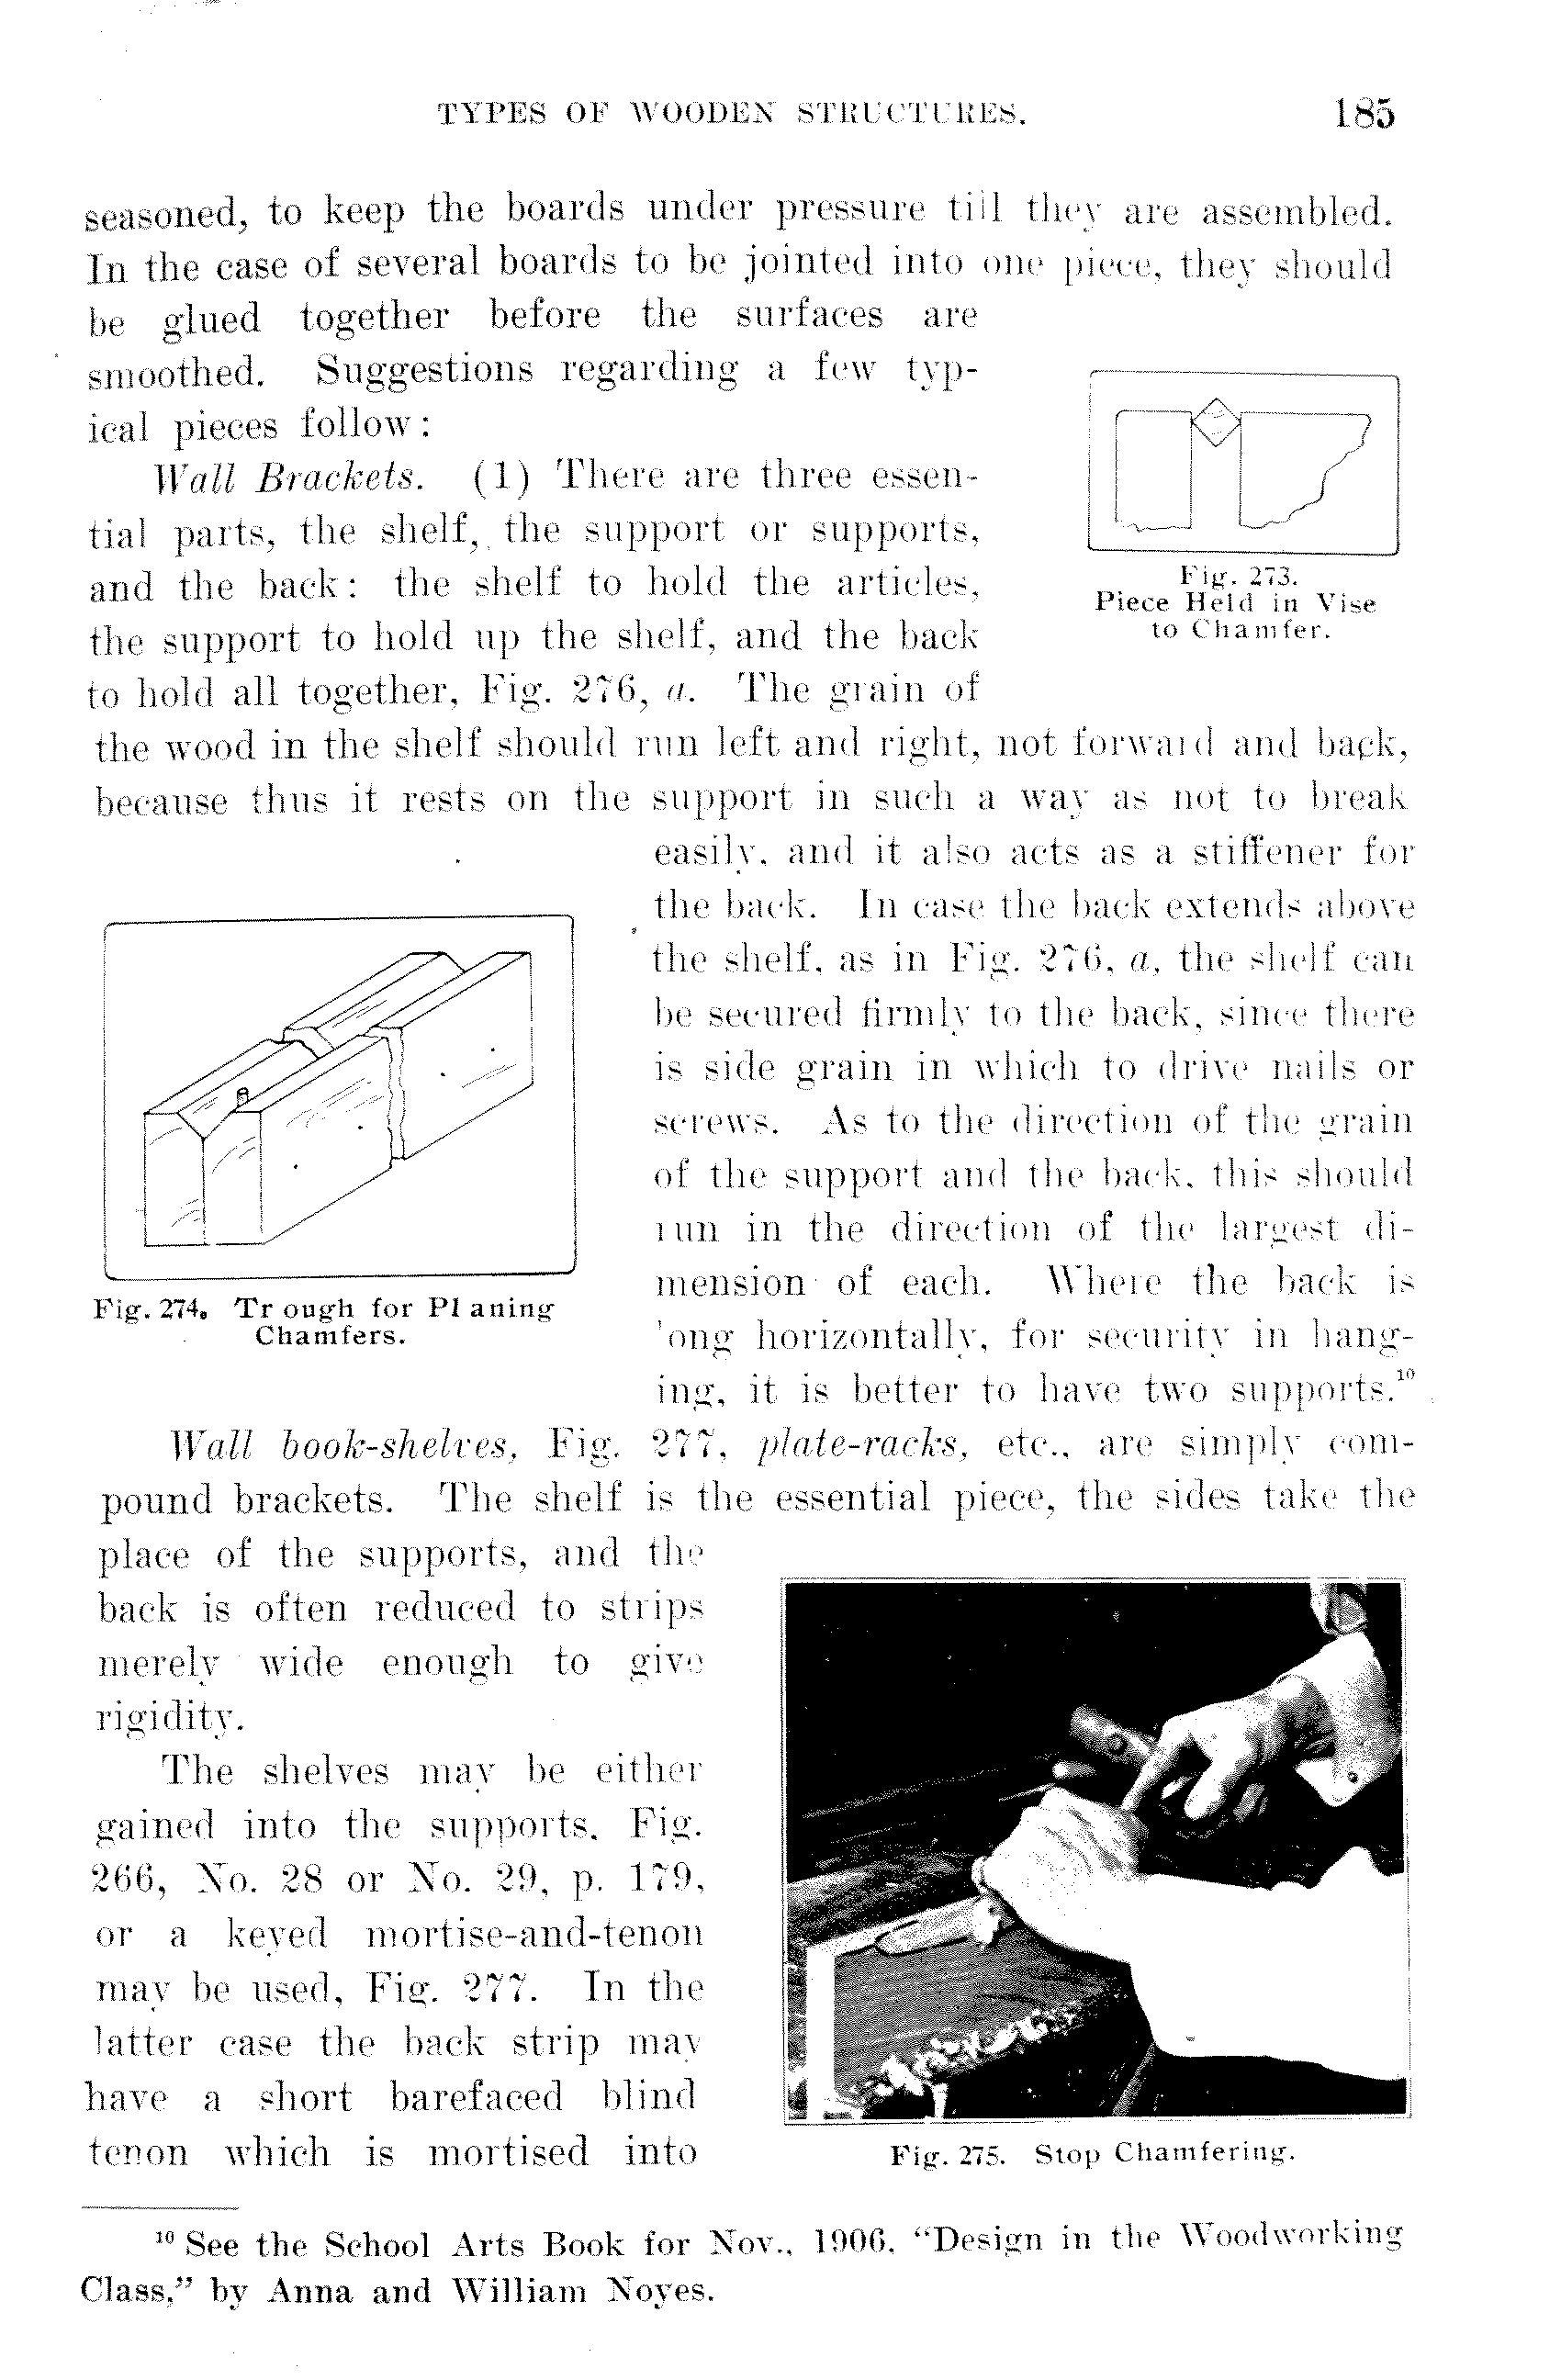 TYPES OF WOODEN STRUCTURES. 185
seasoned, to keep the boards under pressure till they are assembled.
In the case of several boards to be jointed into one piece, they should
be glued together before the surfaces are
smoothed. Suggestions regarding a few typ-
ical pieces follow:
Wall Brackets. (1) There are three essen-
tial parts, the shelf, the support or supports,
and the back: the shelf to hold the articles,
the support to hold up the shelf, and the back
to hold all together, Fig. 276, a. The grain of
Fig. 273.
Piece Held in Vise
to Chamfer.
the wood in the shelf should run left and right, not forward and back,
because thus it rests on the support in such a way as not to break
easily, and it also acts as a stiffener for
the back. In case the back extends above
the shelf, as in Fig. 276, a, the shelf can
be secured firmly to the back, since there
is side grain in which to drive nails or
screws. As to the direction of the grain
of the support and the back, this should
run in the direction of the largest di-
mension of each. Where the back is
long horizontally, for security in hang-
ing, it is better to have two supports.¹⁰
Fig. 274. Trough for Planing
Chamfers.
Wall book-shelves, Fig. 277, plate-racks, etc., are simply com-
pound brackets. The shelf is the essential piece, the sides take the
place of the supports, and the
back is often reduced to strips
merely wide enough to give
rigidity.
The shelves may be either
gained into the supports, Fig.
266, No. 28 or No. 29, p. 179,
or a keyed mortise-and-tenon
may be used, Fig. 277. In the
latter case the back strip may
have a short barefaced blind
tenon which is mortised into
Fig. 275. Stop Chamfering.
¹⁰ See the School Arts Book for Nov., 1906, "Design in the Woodworking
Class," by Anna and William Noyes.